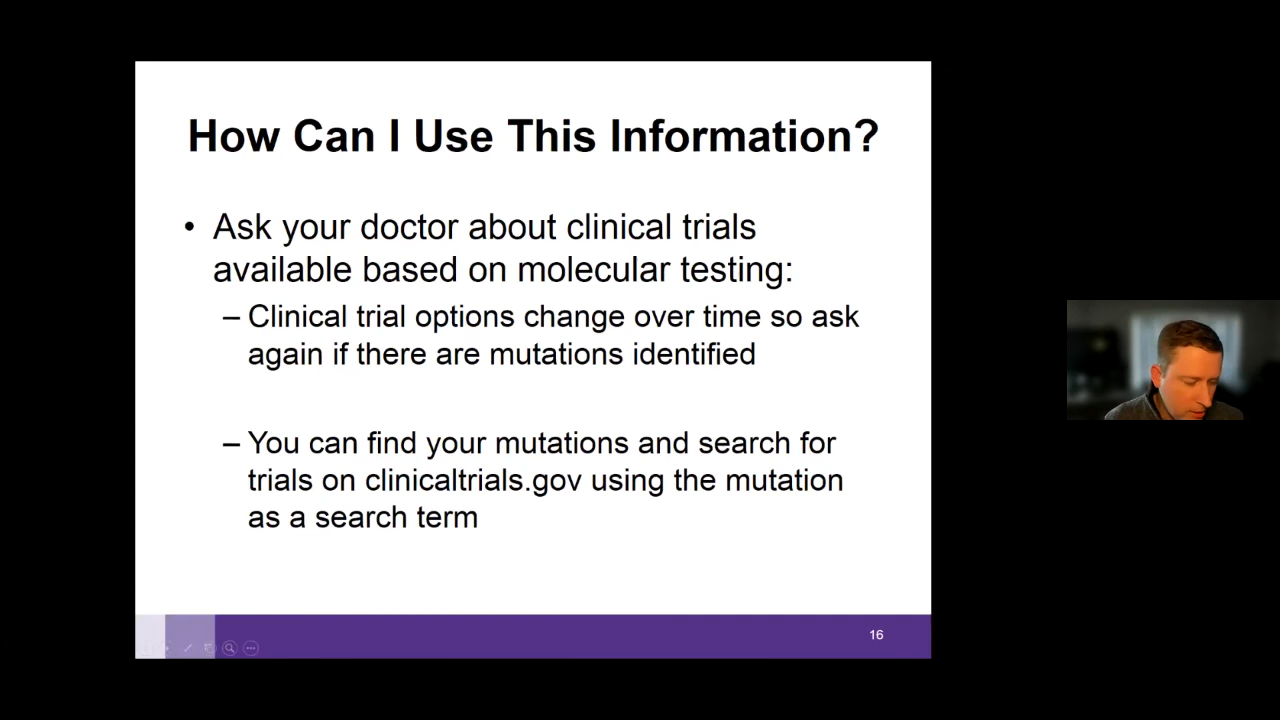 How Can I Use This Information?
• Ask your doctor about clinical trials
available based on molecular testing:
– Clinical trial options change over time so ask
again if there are mutations identified
– You can find your mutations and search for
trials on clinicaltrials.gov using the mutation
as a search term
16